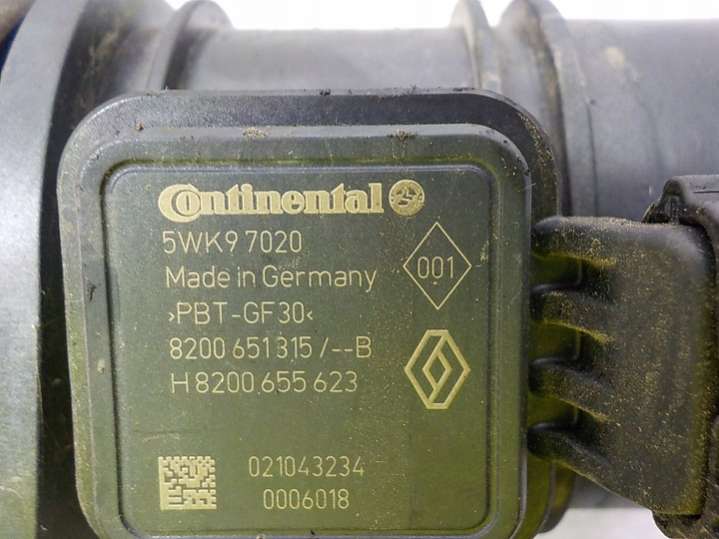 Continental
5WK9 7020
Made in Germany
001
>PBT-GF30<
8200 651 315 /--B
H 8200 655 623
021043234
0006018